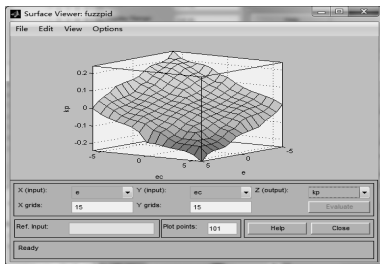 Surface Viewer: fuzzpid
File Edit View Options
0.2
0.1
0
-0.1
-0.2
kp
-5
0
5
ec
5
0
-5
e
X (input): e Y (input): ec Z (output): kp
X grids: 15 Y grids: 15 Evaluate
Ref. Input: Plot points: 101 Help Close
Ready